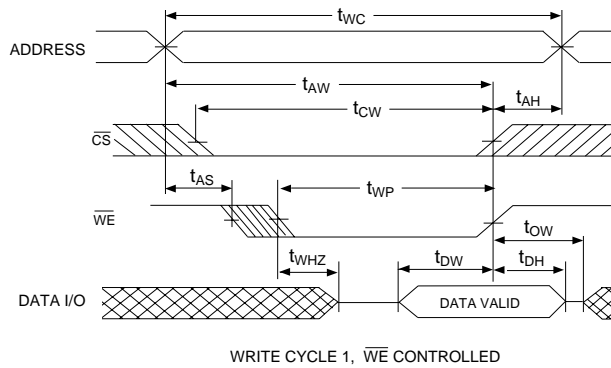 tWC
ADDRESS
tAW
tCW
tAH
CS
tAS
tWP
WE
tOW
tWHZ
tDW
tDH
DATA I/O
DATA VALID
WRITE CYCLE 1, WE CONTROLLED